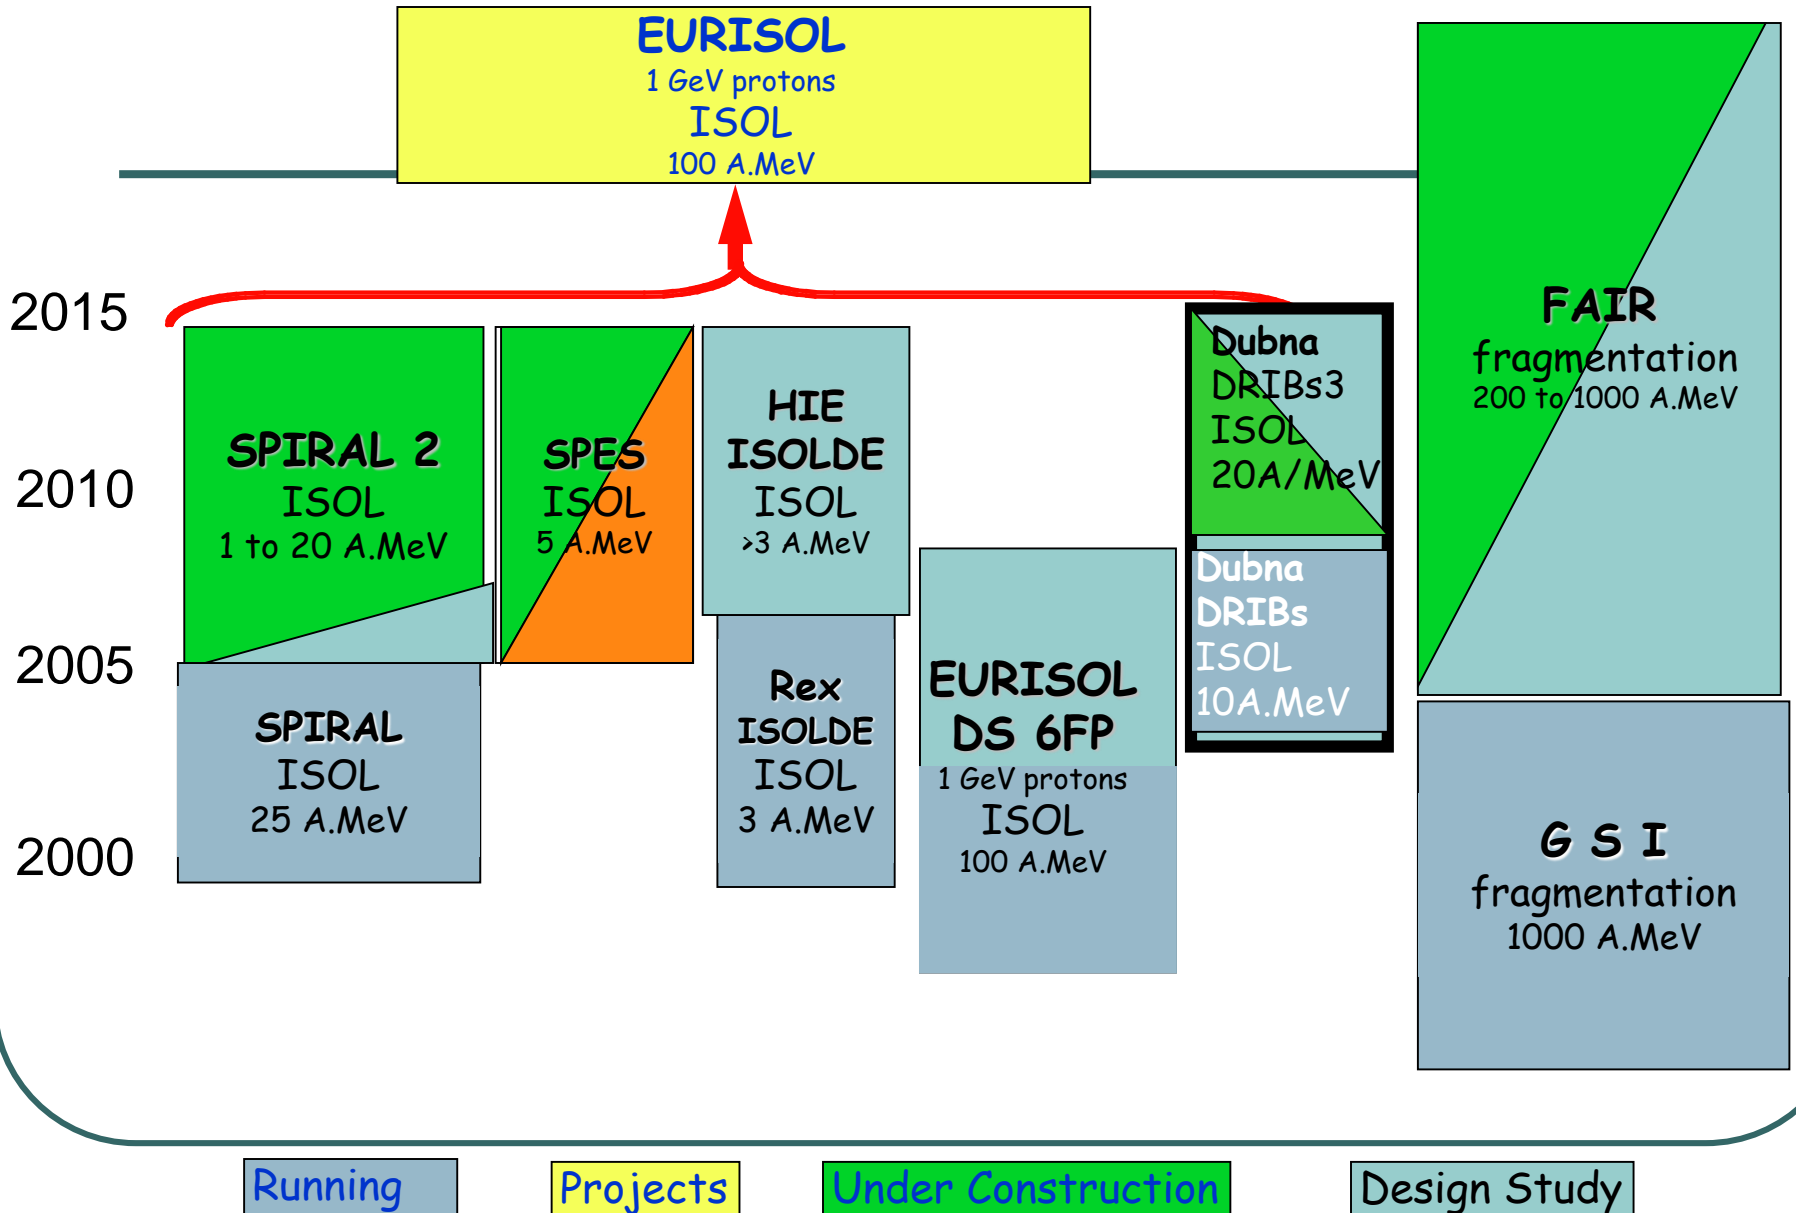 EURISOL
1 GeV protons
ISOL
100 A.MeV
2015
2010
2005
2000
SPIRAL 2
ISOL
1 to 20 A.MeV
SPIRAL
ISOL
25 A.MeV
SPES
ISOL
5 A.MeV
HIE
ISOLDE
ISOL
>3 A.MeV
Rex
ISOLDE
ISOL
3 A.MeV
EURISOL
DS 6FP
1 GeV protons
ISOL
100 A.MeV
Dubna
DRIBs3
ISOL
20A/MeV
Dubna
DRIBs
ISOL
10A.MeV
FAIR
fragmentation
200 to 1000 A.MeV
G S I
fragmentation
1000 A.MeV
Running
Projects
Under Construction
Design Study